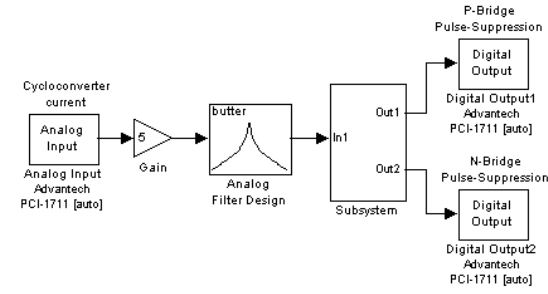 Cycloconverter
current
Analog
Input
Analog Input
Advantech
PCI-1711 [auto]
5
Gain
butter
Analog
Filter Design
In1
Out1
Out2
Subsystem
P-Bridge
Pulse-Suppression
Digital
Output
Digital Output1
Advantech
PCI-1711 [auto]
N-Bridge
Pulse-Suppression
Digital
Output
Digital Output2
Advantech
PCI-1711 [auto]